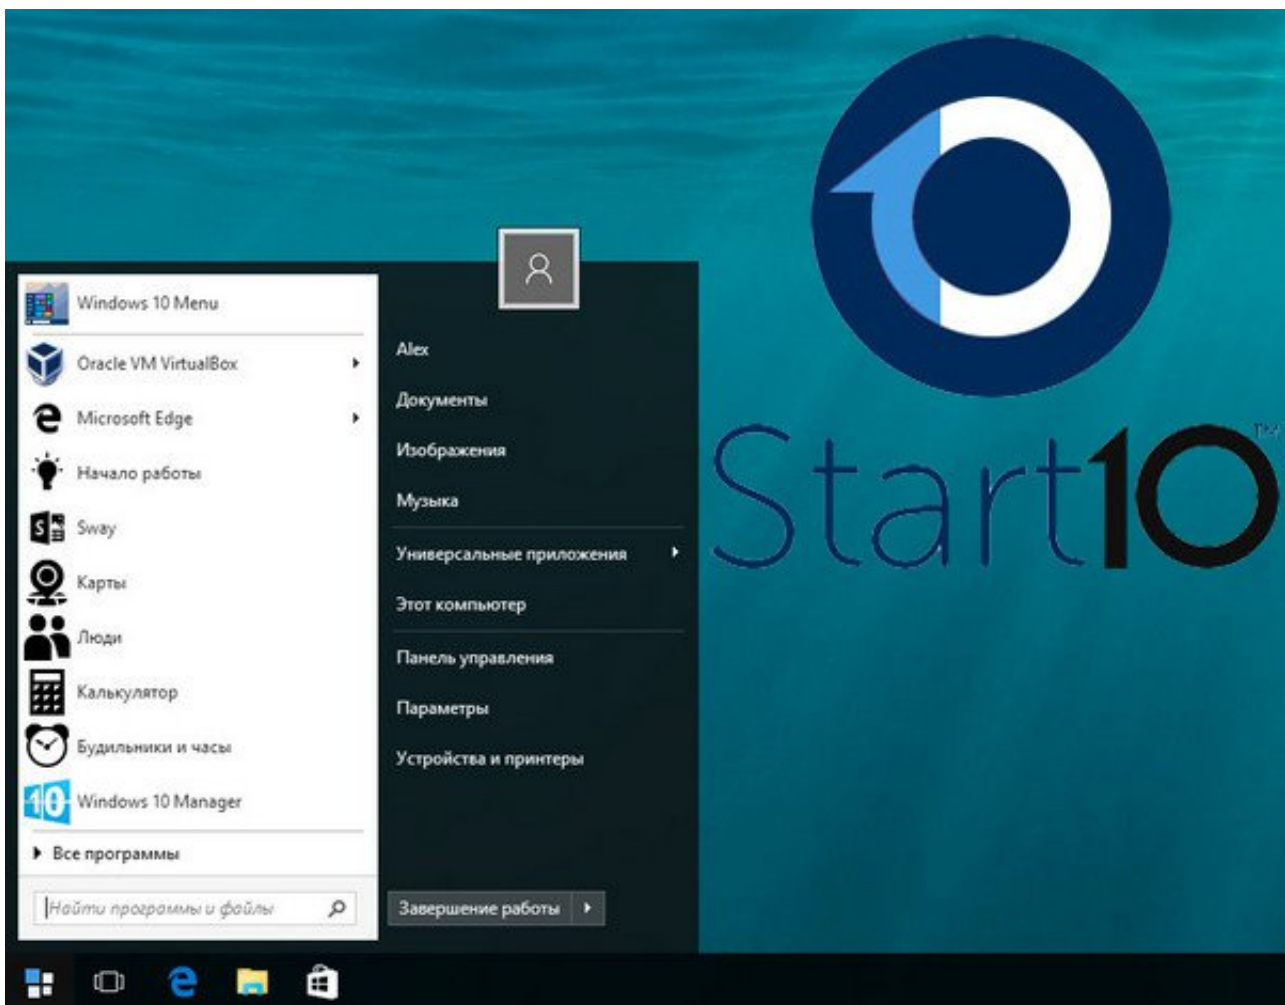 Windows 10 Menu
Oracle VM VirtualBox
Microsoft Edge
Начало работы
Sway
Карты
Люди
Калькулятор
Будильники и часы
Windows 10 Manager
Все программы
Найти программы и файлы
Alex
Документы
Изображения
Музыка
Универсальные приложения
Этот компьютер
Панель управления
Параметры
Устройства и принтеры
Завершение работы
Start10™